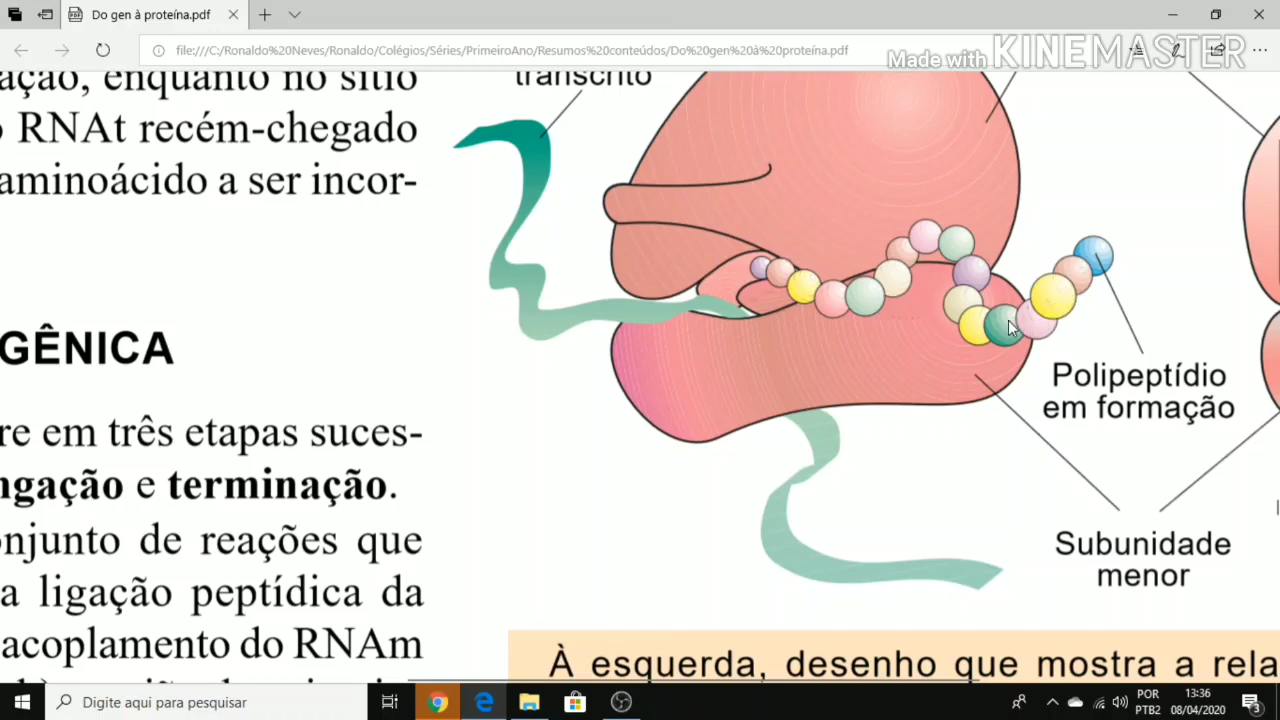 Do gen à proteína.pdf
file:///C:/Ronaldo%20Neves/Ronaldo/Colégios/Séries/PrimeiroAno/Resumos%20conteúdos/Do%20gen%20à%20proteína.pdf
Made with KINEMASTER
ação, enquanto no sítio
o RNAt recém-chegado
aminoácido a ser incor-
transcrito
GÊNICA
re em três etapas suces-
ngação e terminação.
onjunto de reações que
a ligação peptídica da
acoplamento do RNAm
Polipeptídio
em formação
Subunidade
menor
À esquerda, desenho que mostra a rela
Digite aqui para pesquisar
POR
PTB2
13:36
08/04/2020
3